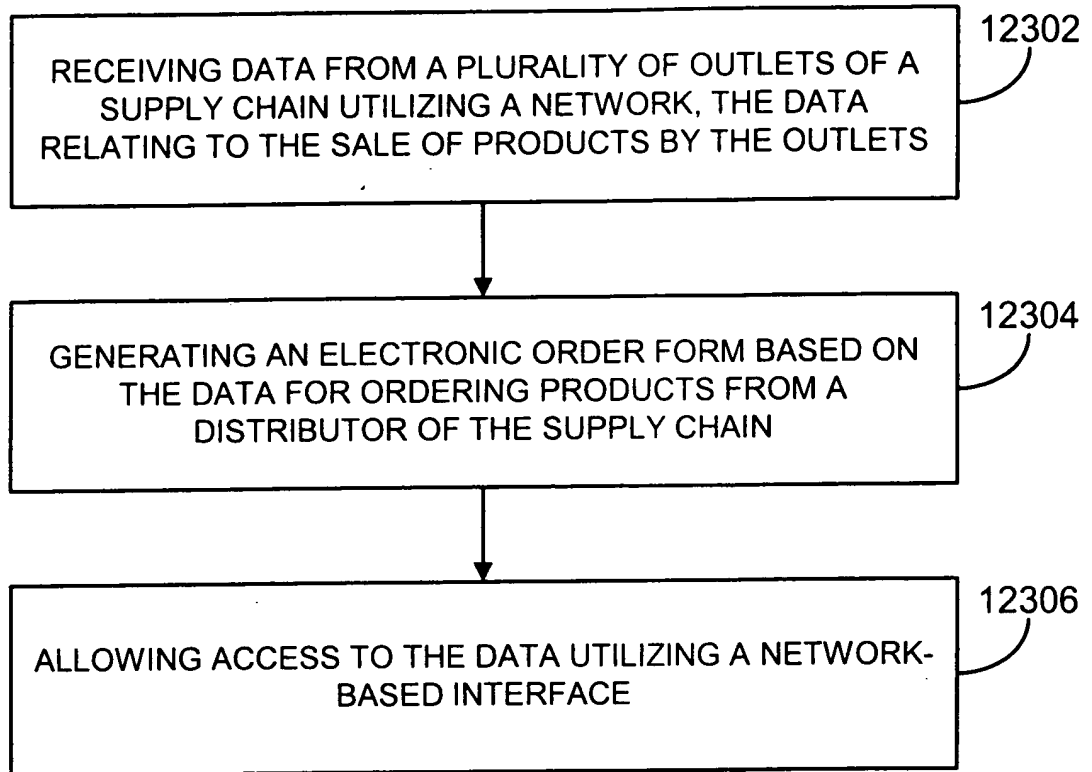 12302
RECEIVING DATA FROM A PLURALITY OF OUTLETS OF A
SUPPLY CHAIN UTILIZING A NETWORK, THE DATA
RELATING TO THE SALE OF PRODUCTS BY THE OUTLETS
12304
GENERATING AN ELECTRONIC ORDER FORM BASED ON
THE DATA FOR ORDERING PRODUCTS FROM A
DISTRIBUTOR OF THE SUPPLY CHAIN
12306
ALLOWING ACCESS TO THE DATA UTILIZING A NETWORK-
BASED INTERFACE